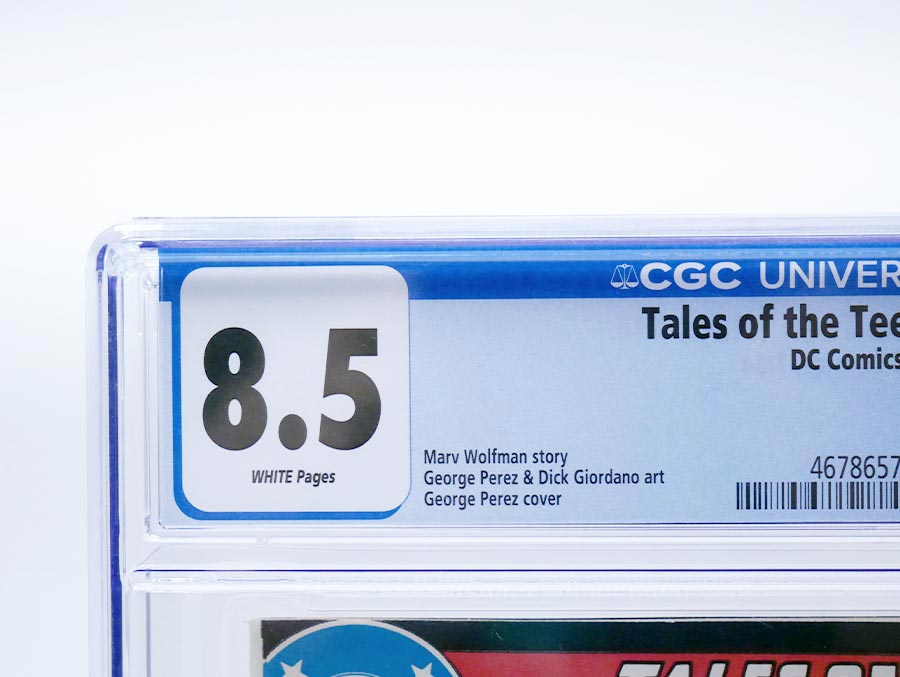 CGC UNIVER
8.5
WHITE Pages
Tales of the Tee
DC Comics
Marv Wolfman story
George Perez & Dick Giordano art
George Perez cover
4678657
TALES O